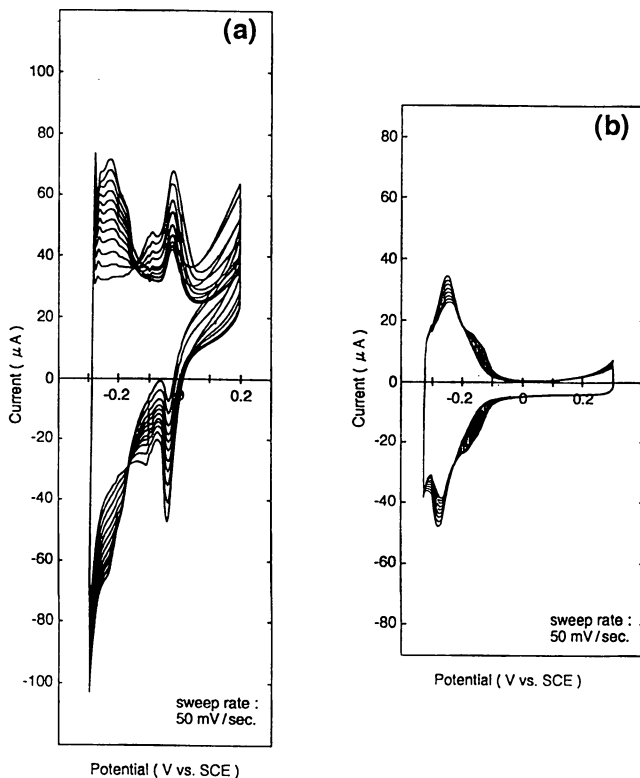 (a)
100
80
60
40
20
0
-20
-40
-60
-80
-100
-0.2
0
0.2
Current ( μA )
sweep rate :
50 mV/sec.
Potential ( V vs. SCE )
(b)
80
60
40
20
0
-20
-40
-60
-80
-0.2
0
0.2
Current ( μA )
sweep rate :
50 mV/sec.
Potential ( V vs. SCE )